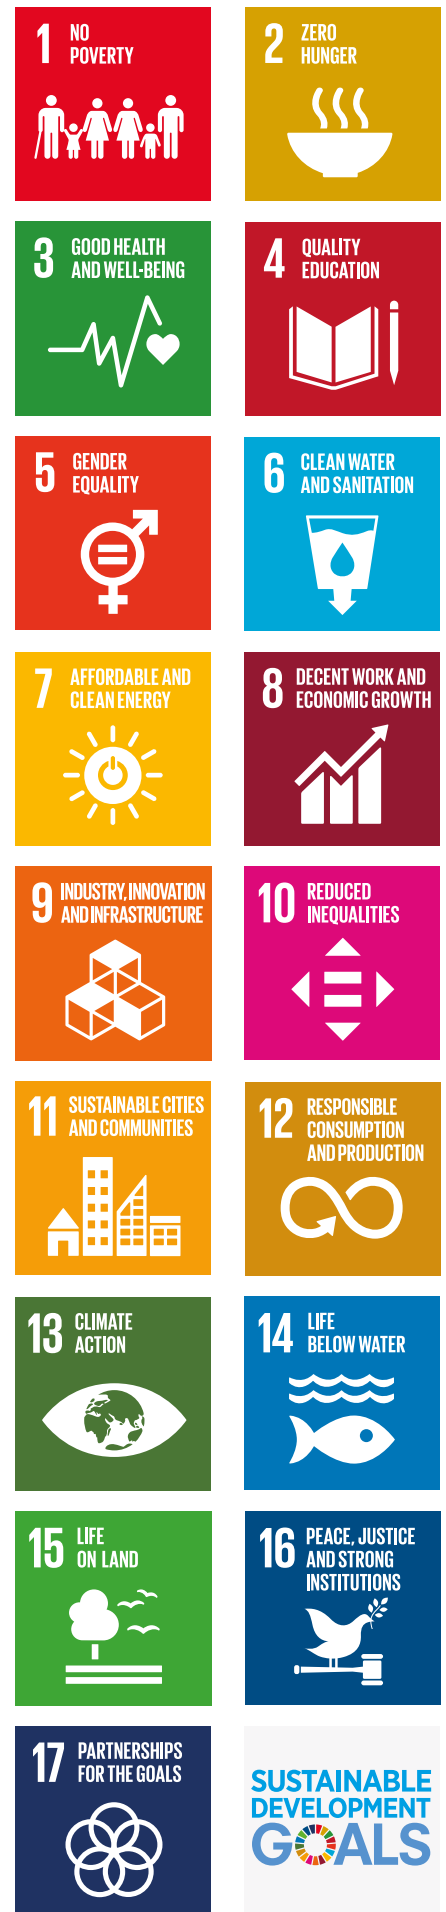 1 NO
POVERTY
2 ZERO
HUNGER
3 GOOD HEALTH
AND WELL-BEING
4 QUALITY
EDUCATION
5 GENDER
EQUALITY
6 CLEAN WATER
AND SANITATION
7 AFFORDABLE AND
CLEAN ENERGY
8 DECENT WORK AND
ECONOMIC GROWTH
9 INDUSTRY, INNOVATION
AND INFRASTRUCTURE
10 REDUCED
INEQUALITIES
11 SUSTAINABLE CITIES
AND COMMUNITIES
12 RESPONSIBLE
CONSUMPTION
AND PRODUCTION
13 CLIMATE
ACTION
14 LIFE
BELOW WATER
15 LIFE
ON LAND
16 PEACE, JUSTICE
AND STRONG
INSTITUTIONS
17 PARTNERSHIPS
FOR THE GOALS
SUSTAINABLE
DEVELOPMENT
GOALS